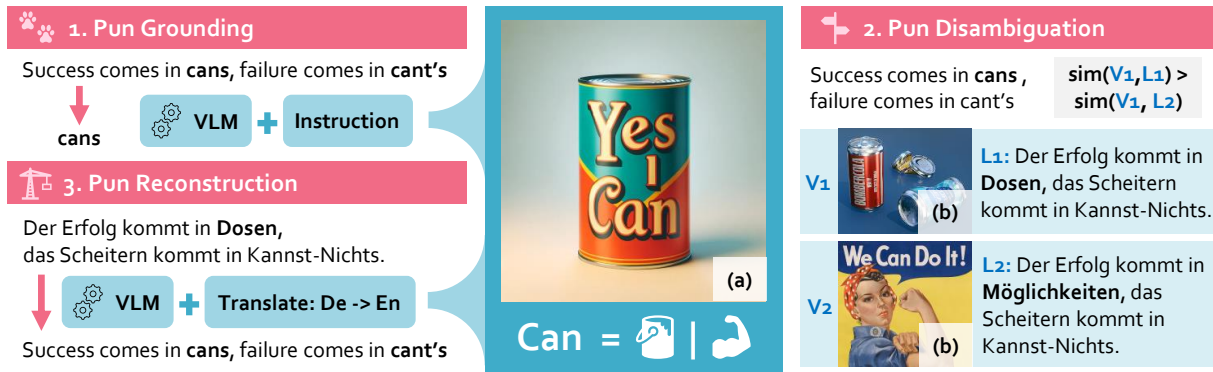 1. Pun Grounding
Success comes in cans, failure comes in cant's
cans
VLM + Instruction
3. Pun Reconstruction
Der Erfolg kommt in Dosen,
das Scheitern kommt in Kannst-Nichts.
VLM + Translate: De -> En
Success comes in cans, failure comes in cant's
Yes
I
Can
(a)
Can = |
2. Pun Disambiguation
Success comes in cans ,
failure comes in cant's
sim(V1,L1) >
sim(V1, L2)
V1
(b)
L1: Der Erfolg kommt in
Dosen, das Scheitern
kommt in Kannst-Nichts.
V2
We Can Do It!
(b)
L2: Der Erfolg kommt in
Möglichkeiten, das
Scheitern kommt in
Kannst-Nichts.